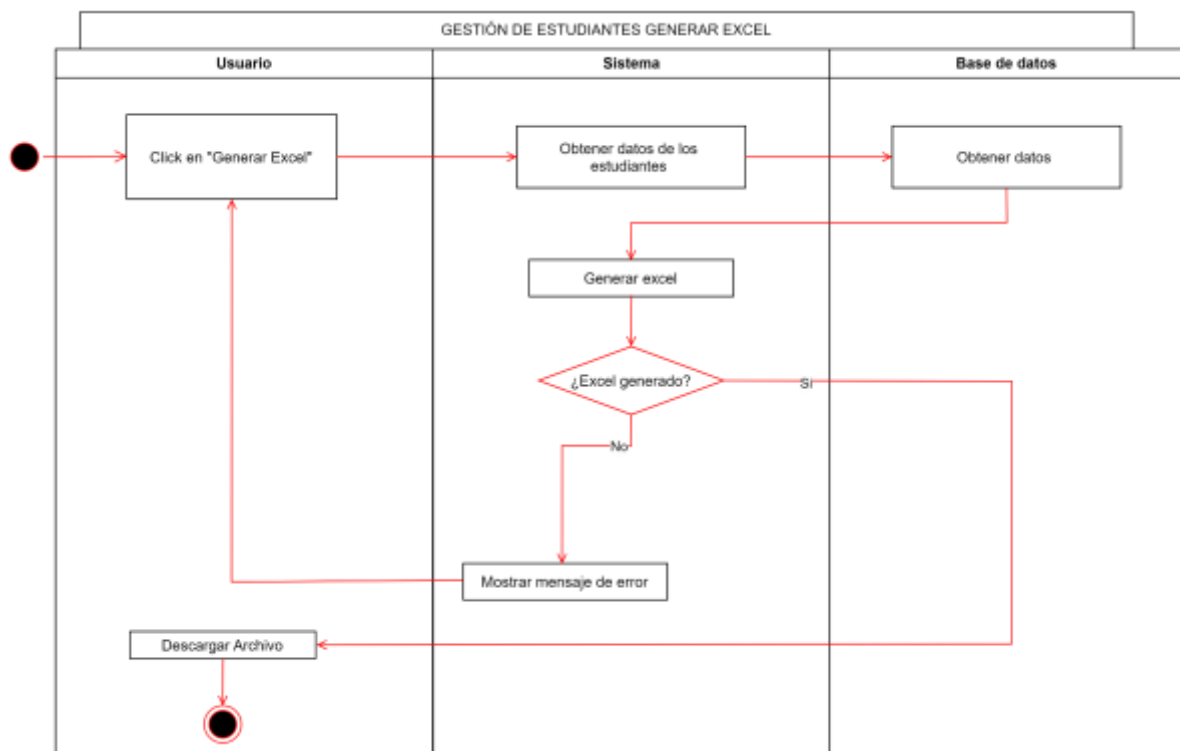 GESTIÓN DE ESTUDIANTES GENERAR EXCEL
Usuario
Sistema
Base de datos
Click en "Generar Excel"
Obtener datos de los
estudiantes
Obtener datos
Generar excel
¿Excel generado?
Si
No
Mostrar mensaje de error
Descargar Archivo